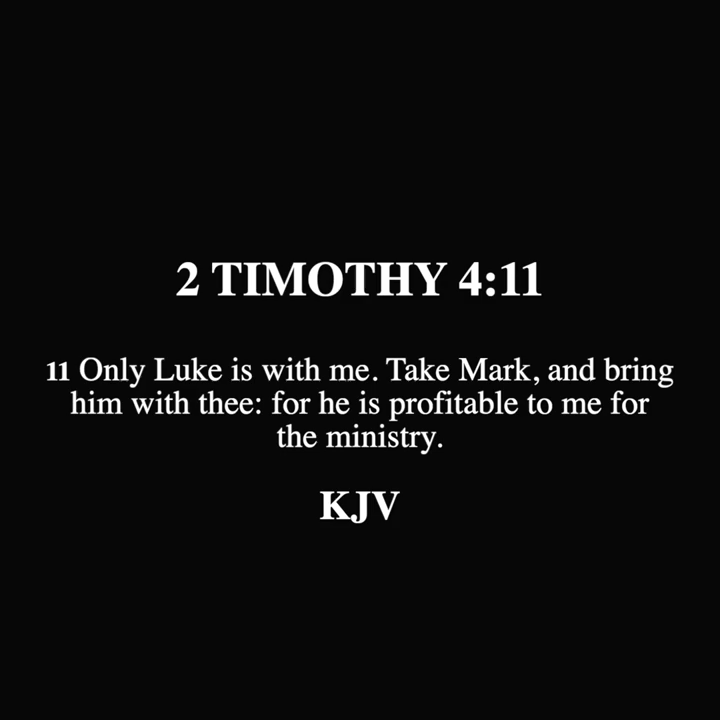 2 TIMOTHY 4:11
11 Only Luke is with me. Take Mark, and bring
him with thee: for he is profitable to me for
the ministry.
KJV